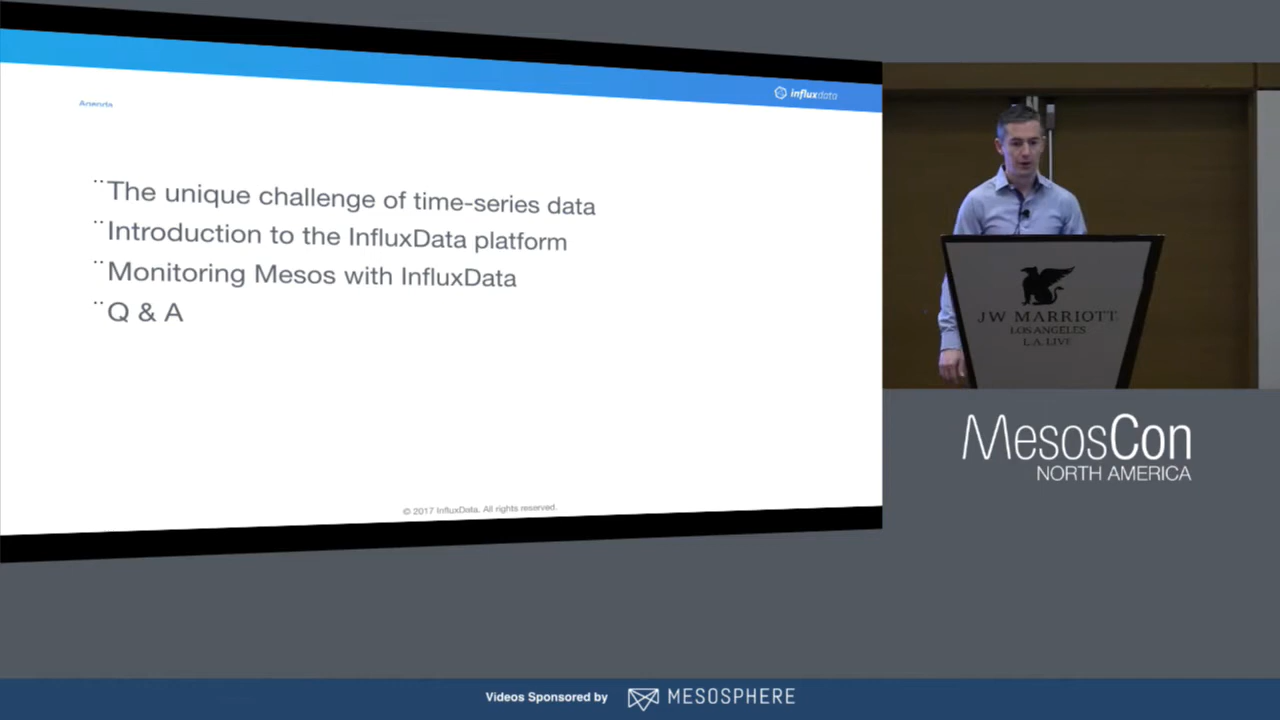 influxdata
Agenda
¨The unique challenge of time-series data
¨Introduction to the InfluxData platform
¨Monitoring Mesos with InfluxData
¨Q & A
© 2017 InfluxData. All rights reserved.
JW MARRIOTT
LOS ANGELES
L.A. LIVE
MesosCon
NORTH AMERICA
Videos Sponsored by MESOSPHERE